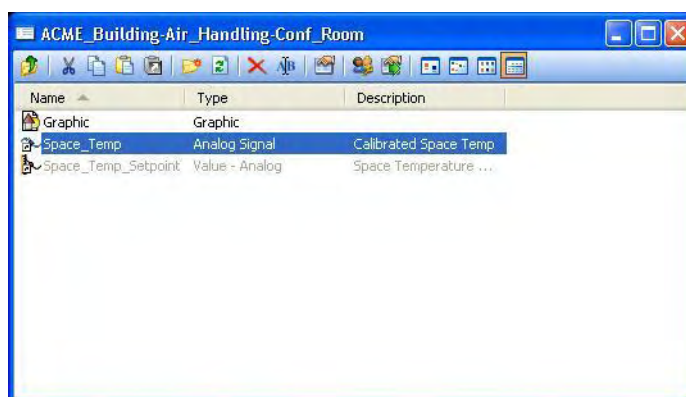 ACME_Building-Air_Handling-Conf_Room
Name Type Description
Graphic Graphic
Space_Temp Analog Signal Calibrated Space Temp
Space_Temp_Setpoint Value - Analog Space Temperature ...